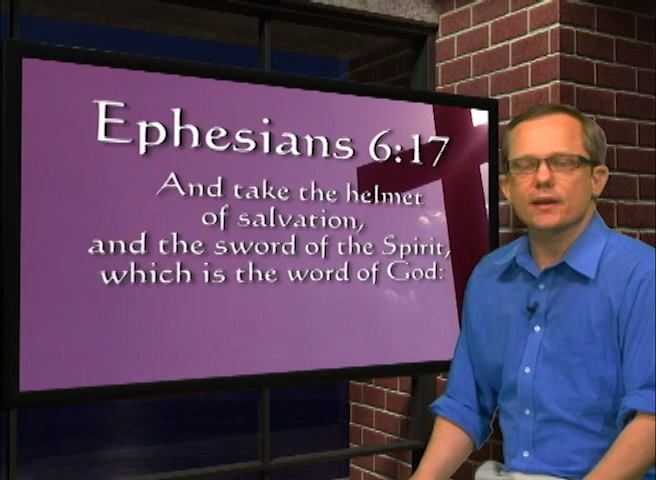 Ephesians 6:17
And take the helmet
of salvation,
and the sword of the Spirit,
which is the word of God: